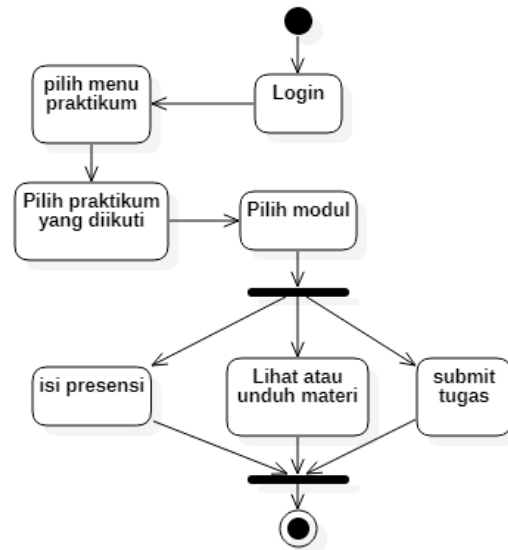 Login
pilih menu
praktikum
Pilih praktikum
yang diikuti
Pilih modul
isi presensi
Lihat atau
unduh materi
submit
tugas